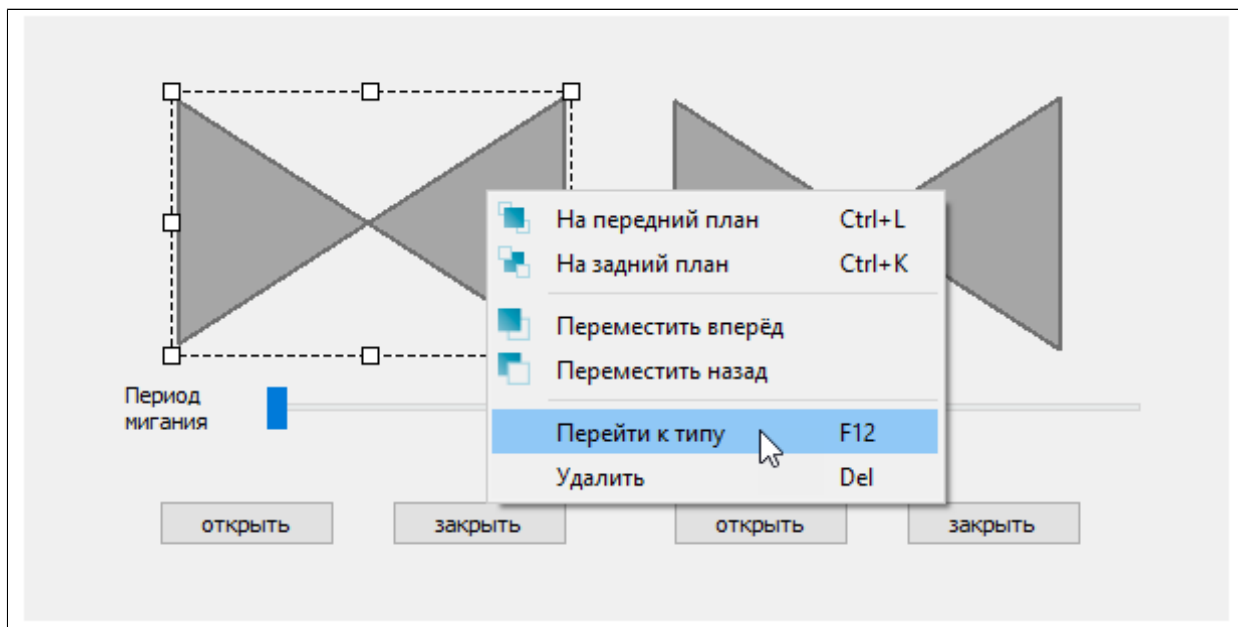 На передний план Ctrl+L
На задний план Ctrl+K
Переместить вперёд
Переместить назад
Период
мигания
Перейти к типу F12
Удалить Del
открыть закрыть открыть закрыть